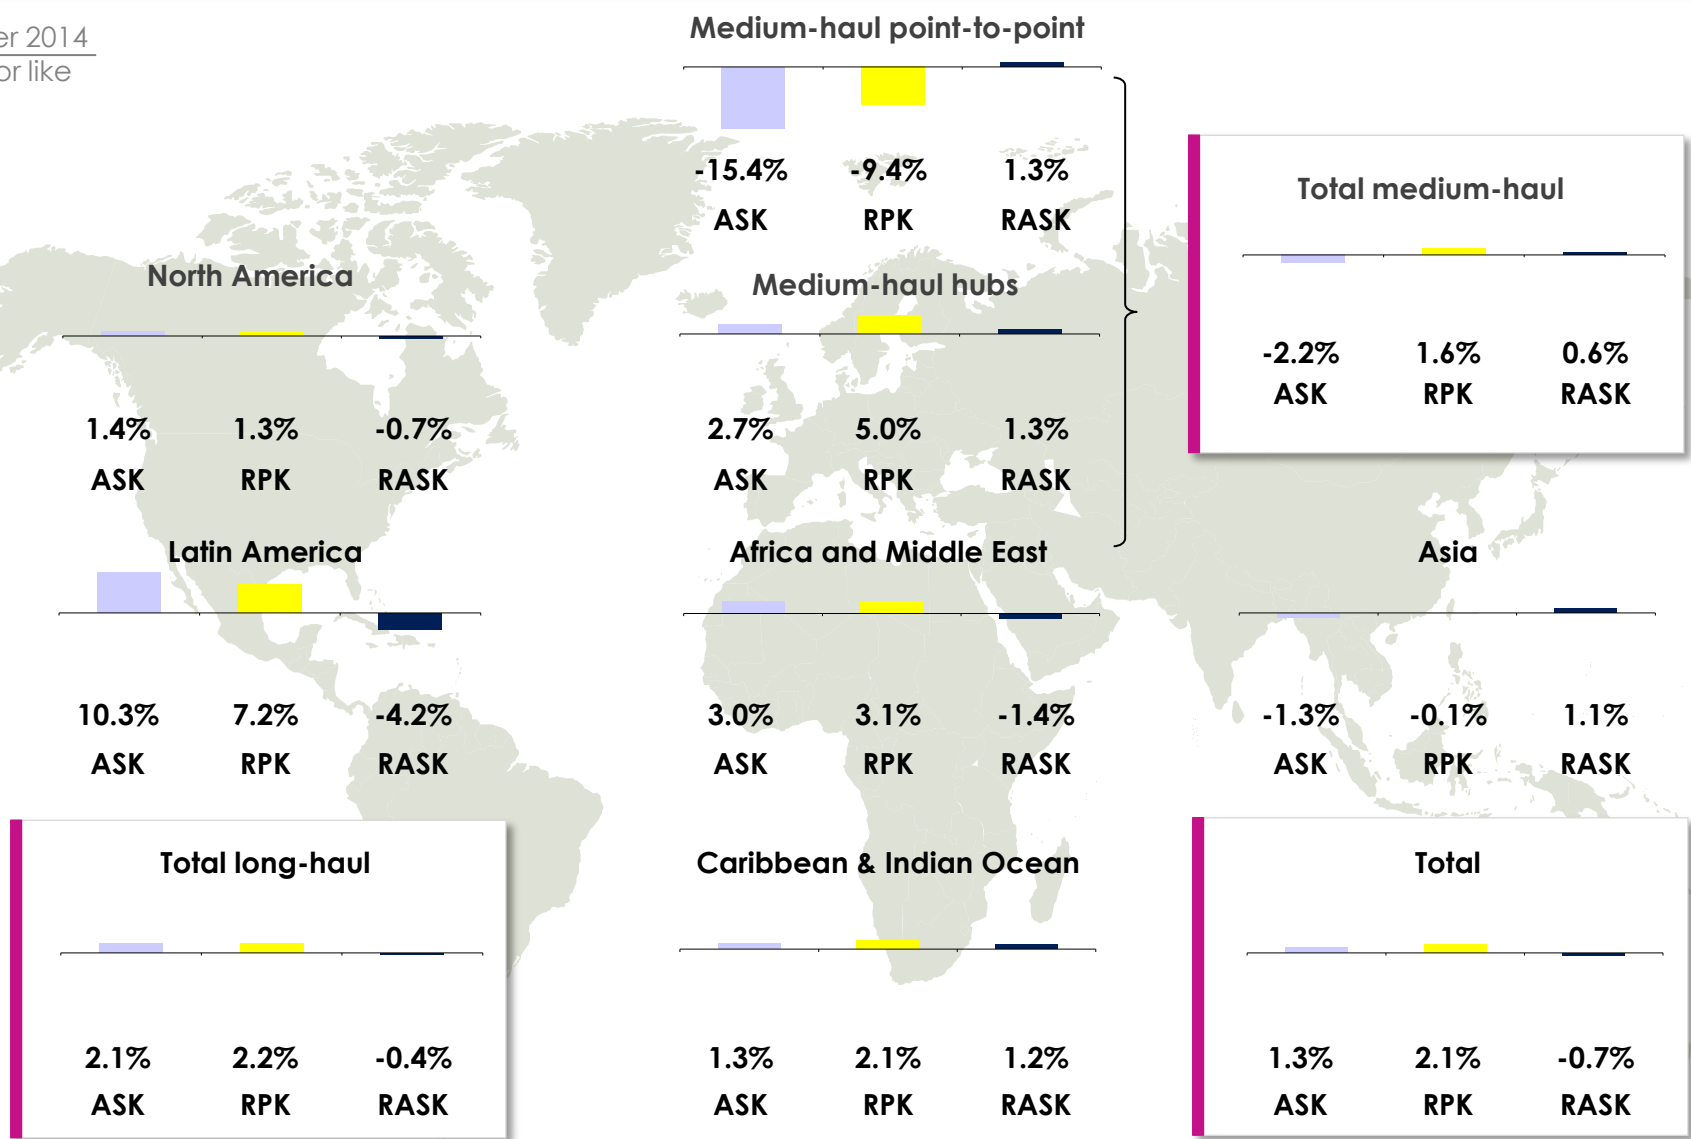 2014
or like
Medium-haul point-to-point
-15.4% -9.4% 1.3%
ASK RPK RASK
Total medium-haul
-2.2% 1.6% 0.6%
ASK RPK RASK
North America
1.4% 1.3% -0.7%
ASK RPK RASK
Medium-haul hubs
2.7% 5.0% 1.3%
ASK RPK RASK
Latin America
10.3% 7.2% -4.2%
ASK RPK RASK
Africa and Middle East
3.0% 3.1% -1.4%
ASK RPK RASK
Asia
-1.3% -0.1% 1.1%
ASK RPK RASK
Total long-haul
2.1% 2.2% -0.4%
ASK RPK RASK
Caribbean & Indian Ocean
1.3% 2.1% 1.2%
ASK RPK RASK
Total
1.3% 2.1% -0.7%
ASK RPK RASK